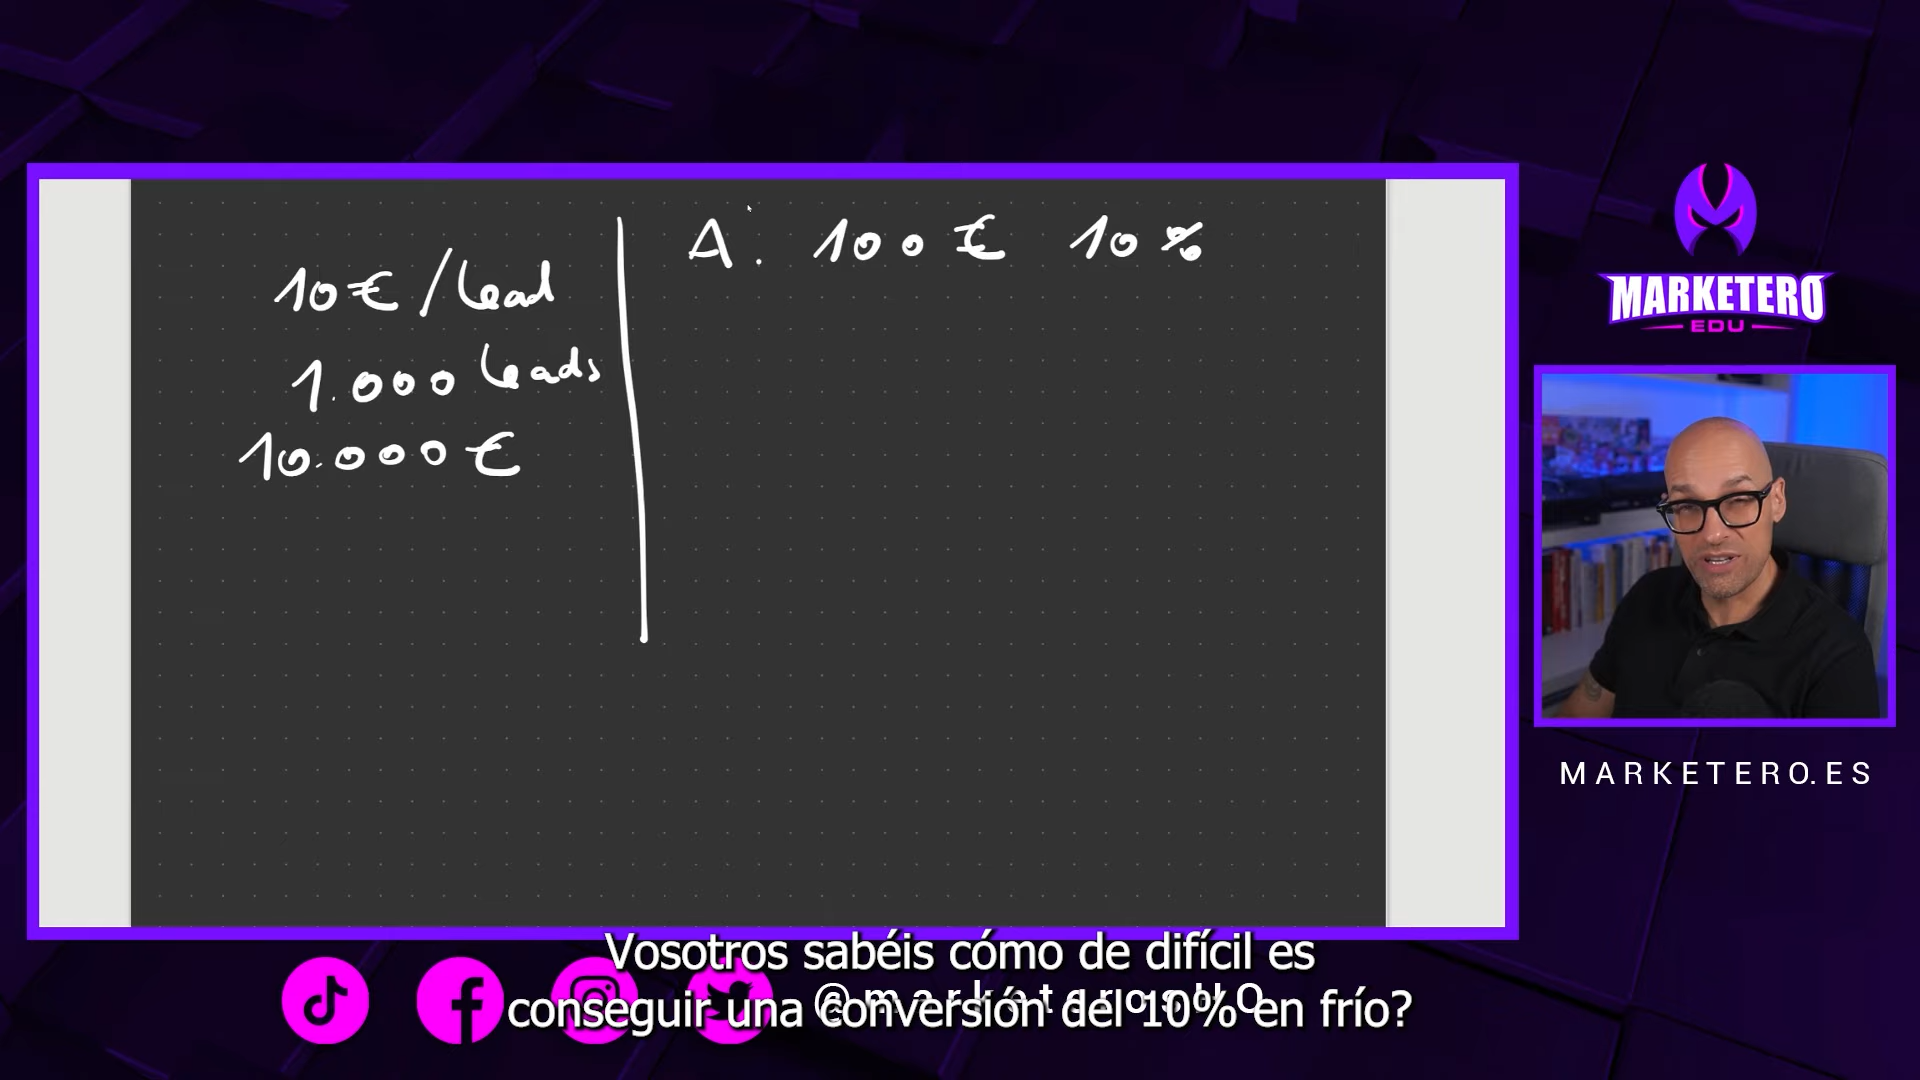 10€/Lead
1.000 Leads
10.000€
A. 100€ 10%
MARKETERO
EDU
MARKETERO.ES
Vosotros sabéis cómo de difícil es
conseguir una conversión del 10% en frío?